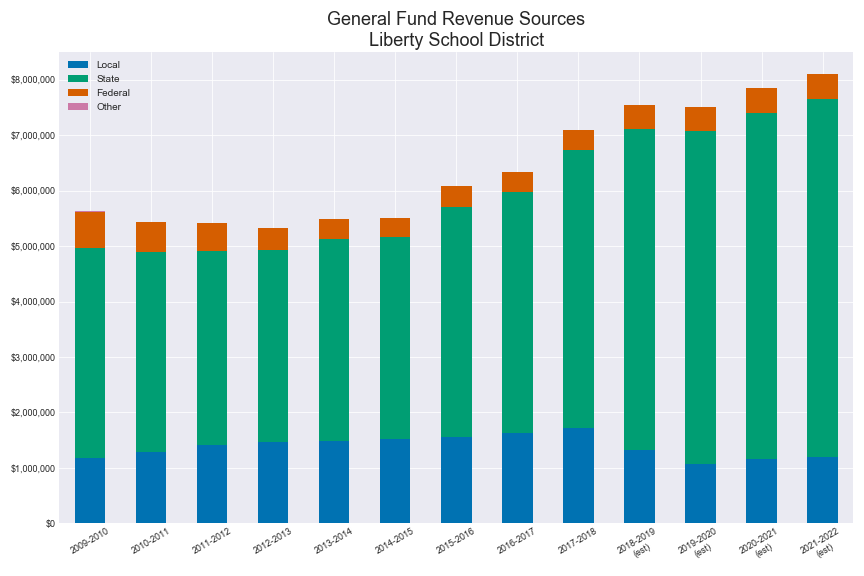 General Fund Revenue Sources
Liberty School District
Local
State
Federal
Other
$8,000,000
$7,000,000
$6,000,000
$5,000,000
$4,000,000
$3,000,000
$2,000,000
$1,000,000
$0
2009-2010
2010-2011
2011-2012
2012-2013
2013-2014
2014-2015
2015-2016
2016-2017
2017-2018
2018-2019
(est)
2019-2020
(est)
2020-2021
(est)
2021-2022
(est)